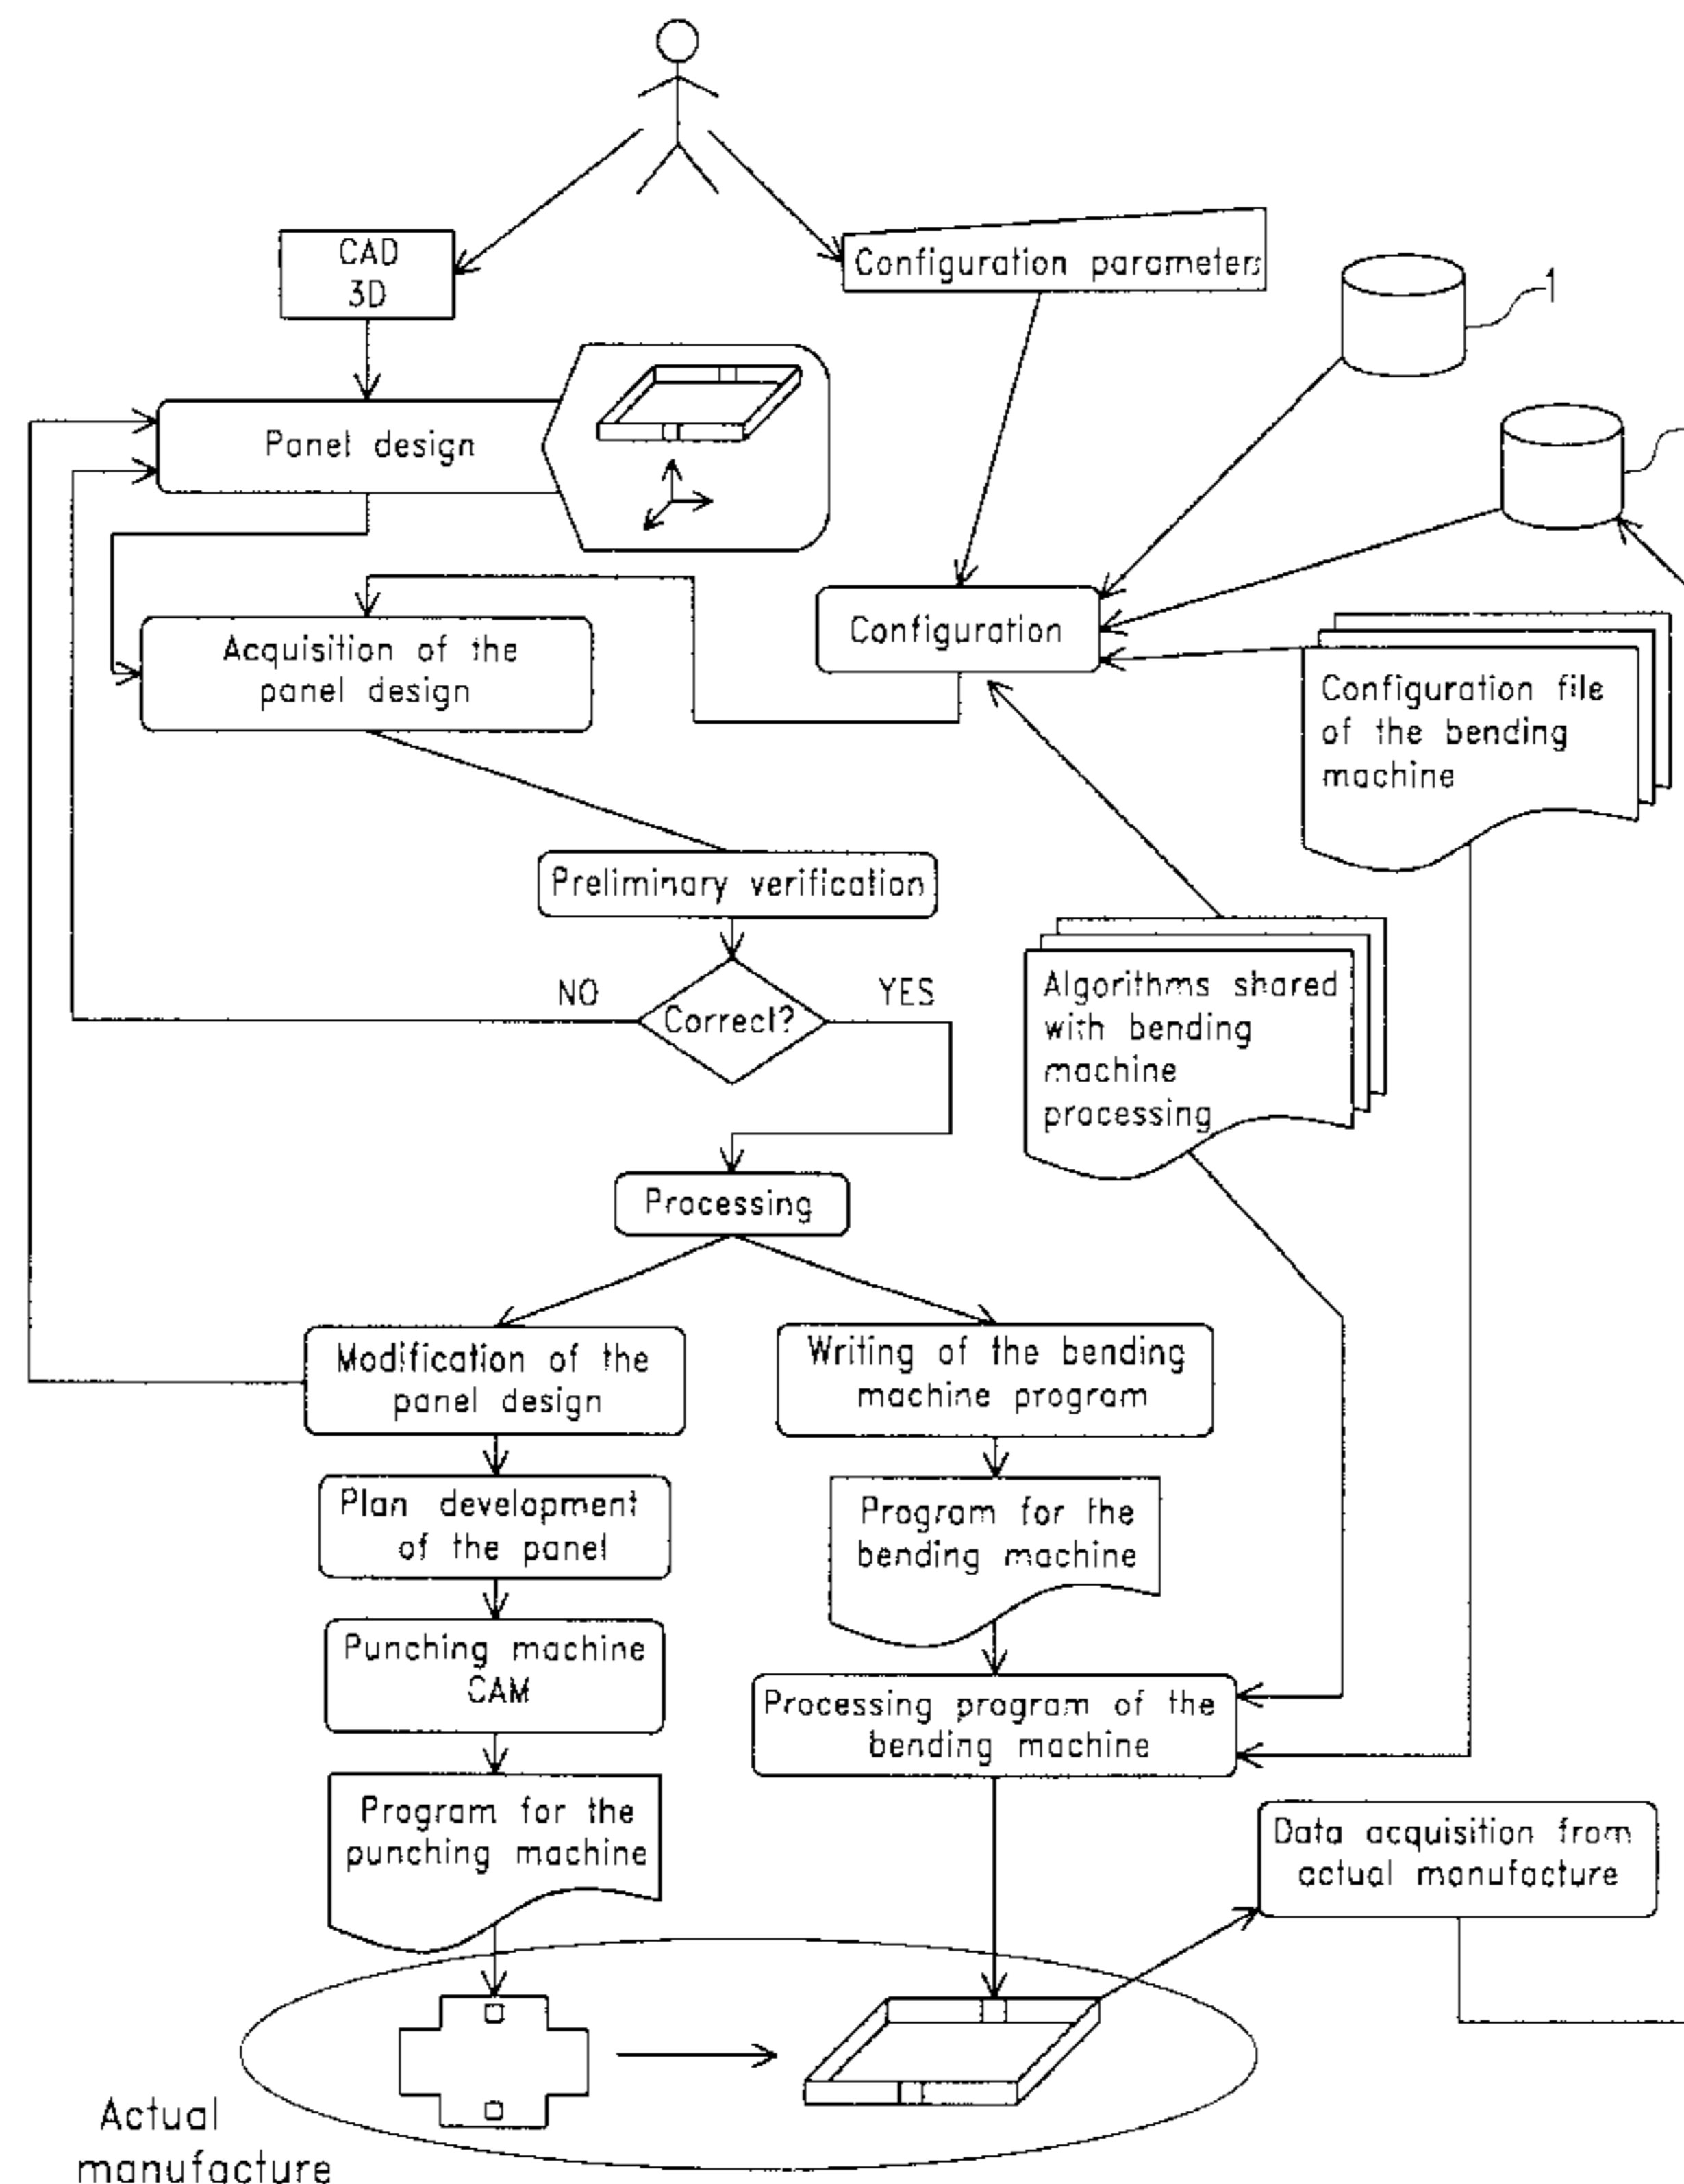 CAD
3D
Configuration parameters
1
Panel design
Configuration
Acquisition of the
panel design
Configuration file
of the bending
machine
Preliminary verification
Algorithms shared
with bending
machine
processing
NO
YES
Correct?
Processing
Modification of the
panel design
Writing of the bending
machine program
Plan development
of the panel
Program for the
bending machine
Punching machine
CAM
Processing program of the
bending machine
Program for the
punching machine
Data acquisition from
actual manufacture
Actual
manufacture